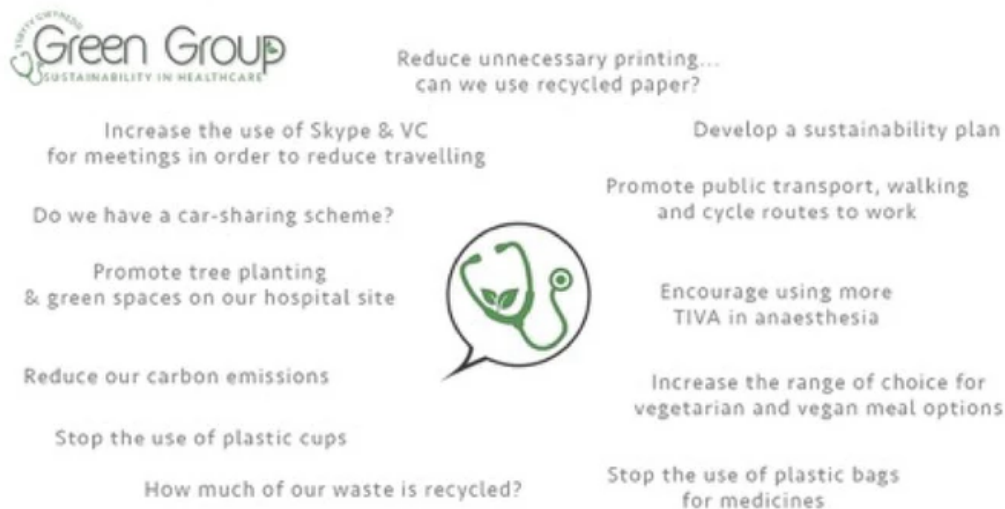 YSBYTY GWYNEDD
Green Group
SUSTAINABILITY IN HEALTHCARE
Reduce unnecessary printing...
can we use recycled paper?
Increase the use of Skype & VC
for meetings in order to reduce travelling
Develop a sustainability plan
Promote public transport, walking
and cycle routes to work
Do we have a car-sharing scheme?
Promote tree planting
& green spaces on our hospital site
Encourage using more
TIVA in anaesthesia
Reduce our carbon emissions
Increase the range of choice for
vegetarian and vegan meal options
Stop the use of plastic cups
How much of our waste is recycled?
Stop the use of plastic bags
for medicines